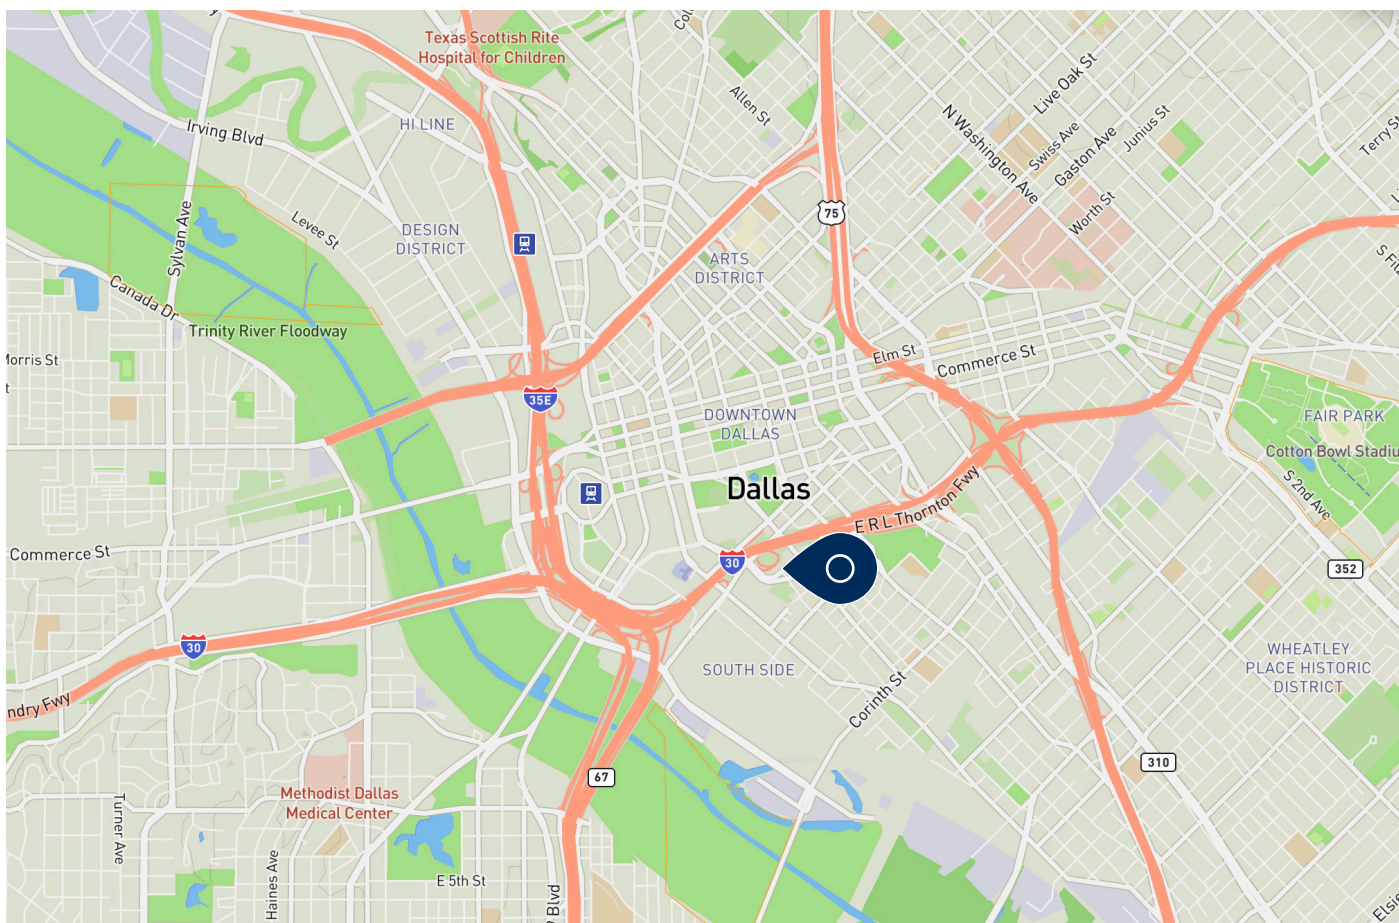 Texas Scottish Rite
Hospital for Children
Allen St
Live Oak St
HI LINE
Irving Blvd
N Washington Ave
Swiss Ave
Gaston Ave
Junius St
Terry St
Worth St
75
Levee St
Sylvan Ave
DESIGN
DISTRICT
ARTS
DISTRICT
Canada Dr
Trinity River Floodway
Elm St
Commerce St
Morris St
35E
DOWNTOWN
DALLAS
FAIR PARK
Cotton Bowl Stadiu
Dallas
S 2nd Ave
E R L Thornton Fwy
Commerce St
30
352
30
SOUTH SIDE
WHEATLEY
PLACE HISTORIC
DISTRICT
ndry Fwy
Corinth St
67
310
Methodist Dallas
Medical Center
Turner Ave
Haines Ave
E 5th St
Blvd